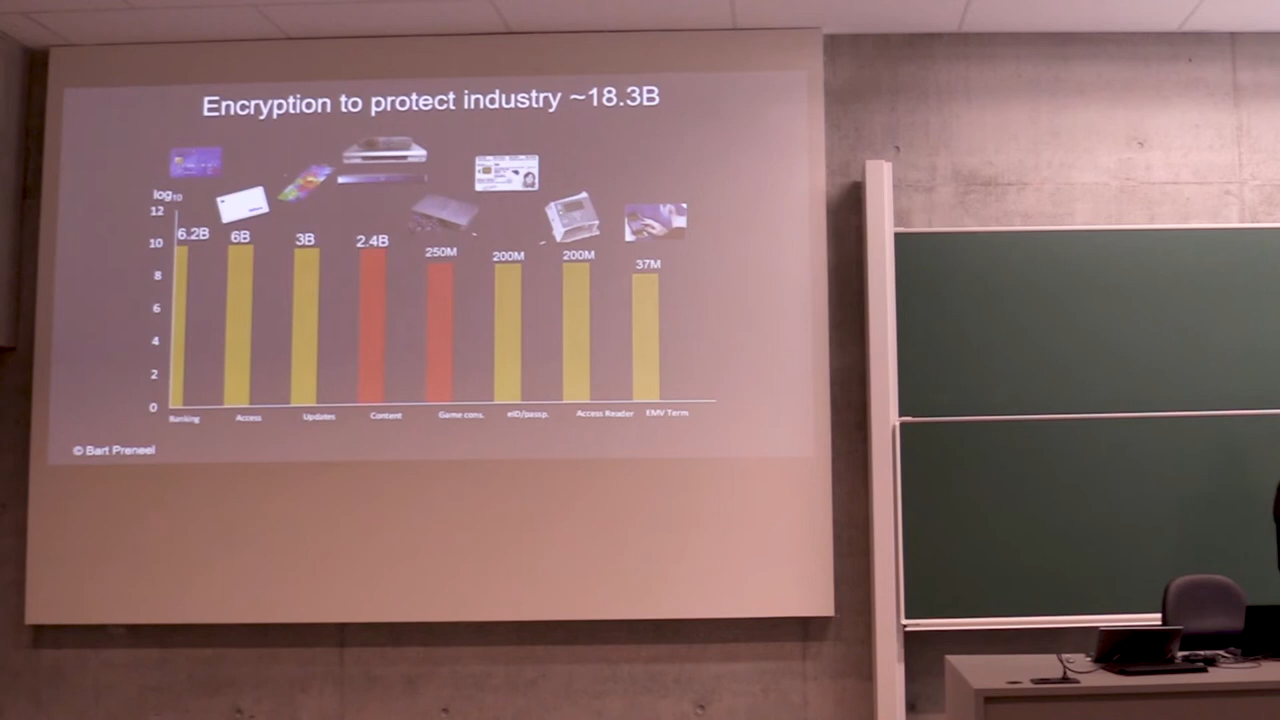 Encryption to protect industry ~18.3B
log10
12
10
8
6
4
2
0
6.2B 6B 3B 2.4B 250M 200M 200M 37M
Banking Access Updates Content Game cons. eID/passp. Access Reader EMV Term
© Bart Preneel